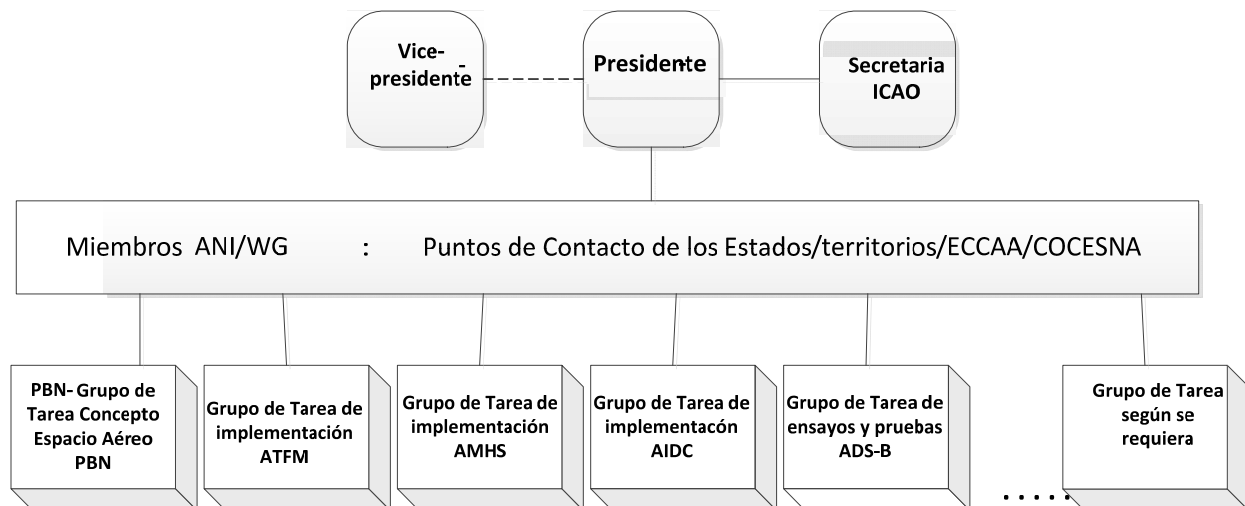 Vice-
presidente
Presidente
Secretaria
ICAO
Miembros ANI/WG : Puntos de Contacto de los Estados/territorios/ECCAA/COCESNA
PBN- Grupo de
Tarea Concepto
Espacio Aéreo
PBN
Grupo de Tarea de
implementación
ATFM
Grupo de Tarea de
implementación
AMHS
Grupo de Tarea de
implementacón
AIDC
Grupo de Tarea de
ensayos y pruebas
ADS-B
.....
Grupo de Tarea
según se
requiera